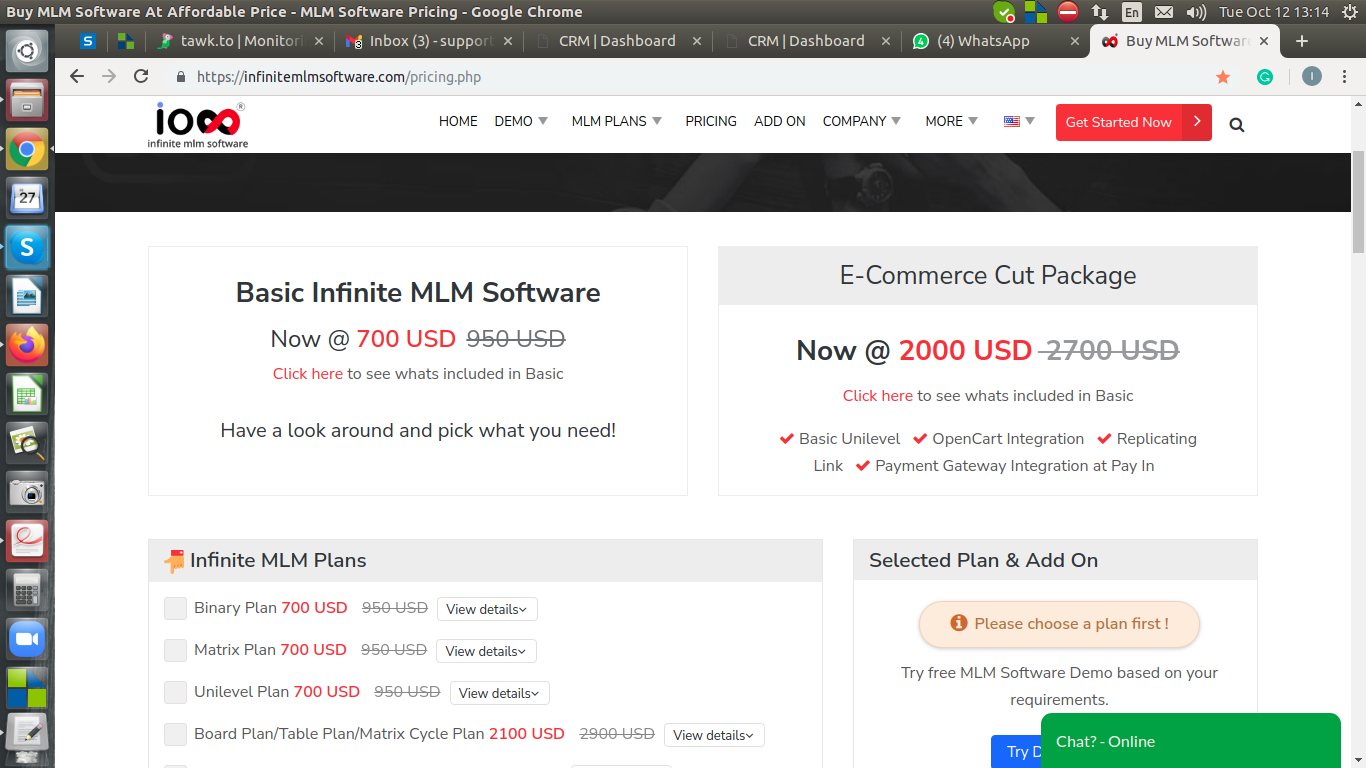 Buy MLM Software At Affordable Price - MLM Software Pricing - Google Chrome
En
Tue Oct 12 13:14
S
tawk.to | Monitori
Inbox (3) - support
CRM | Dashboard
CRM | Dashboard
(4) WhatsApp
Buy MLM Softwar
https://infinitemlmsoftware.com/pricing.php
I
infinite mlm software
HOME
DEMO
MLM PLANS
PRICING
ADD ON
COMPANY
MORE
Get Started Now
27
S
Basic Infinite MLM Software
Now @ 700 USD 950 USD
Click here to see whats included in Basic
Have a look around and pick what you need!
E-Commerce Cut Package
Now @ 2000 USD 2700 USD
Click here to see whats included in Basic
Basic Unilevel OpenCart Integration Replicating
Link Payment Gateway Integration at Pay In
Infinite MLM Plans
Binary Plan 700 USD 950 USD View details
Matrix Plan 700 USD 950 USD View details
Unilevel Plan 700 USD 950 USD View details
Board Plan/Table Plan/Matrix Cycle Plan 2100 USD 2900 USD View details
Selected Plan & Add On
Please choose a plan first !
Try free MLM Software Demo based on your
requirements.
Try D
Chat? - Online